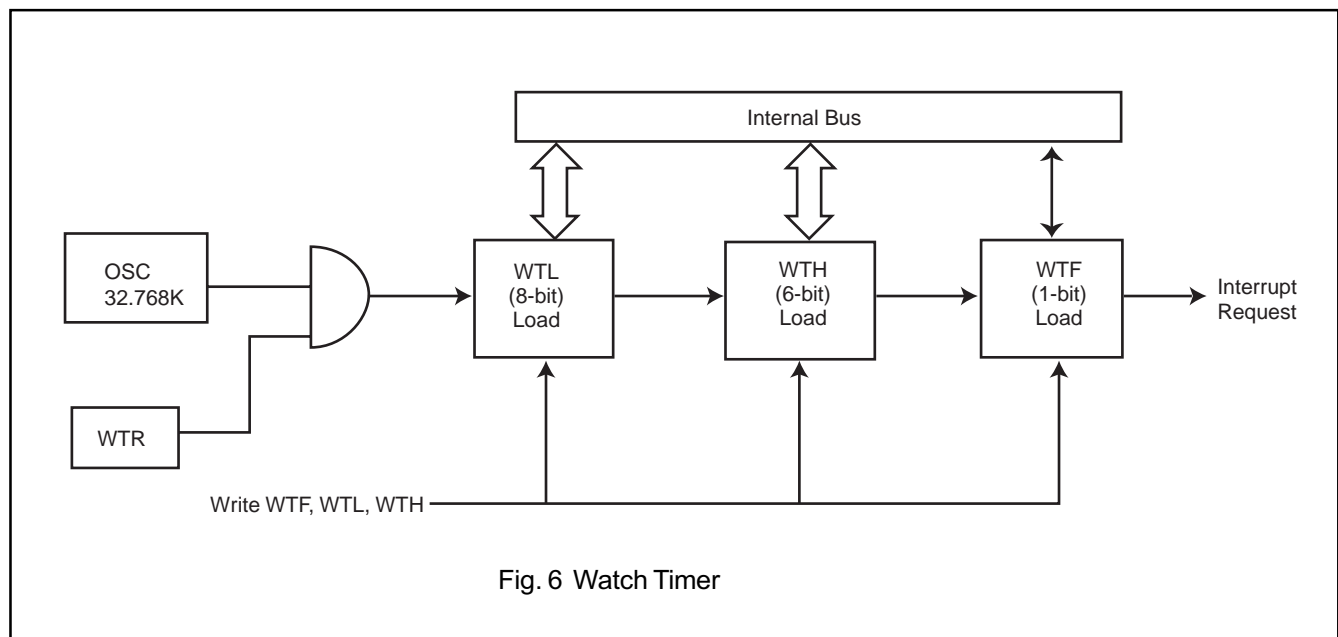 Internal Bus
OSC
32.768K
WTL
(8-bit)
Load
WTH
(6-bit)
Load
WTF
(1-bit)
Load
Interrupt
Request
WTR
Write WTF, WTL, WTH
Fig. 6 Watch Timer